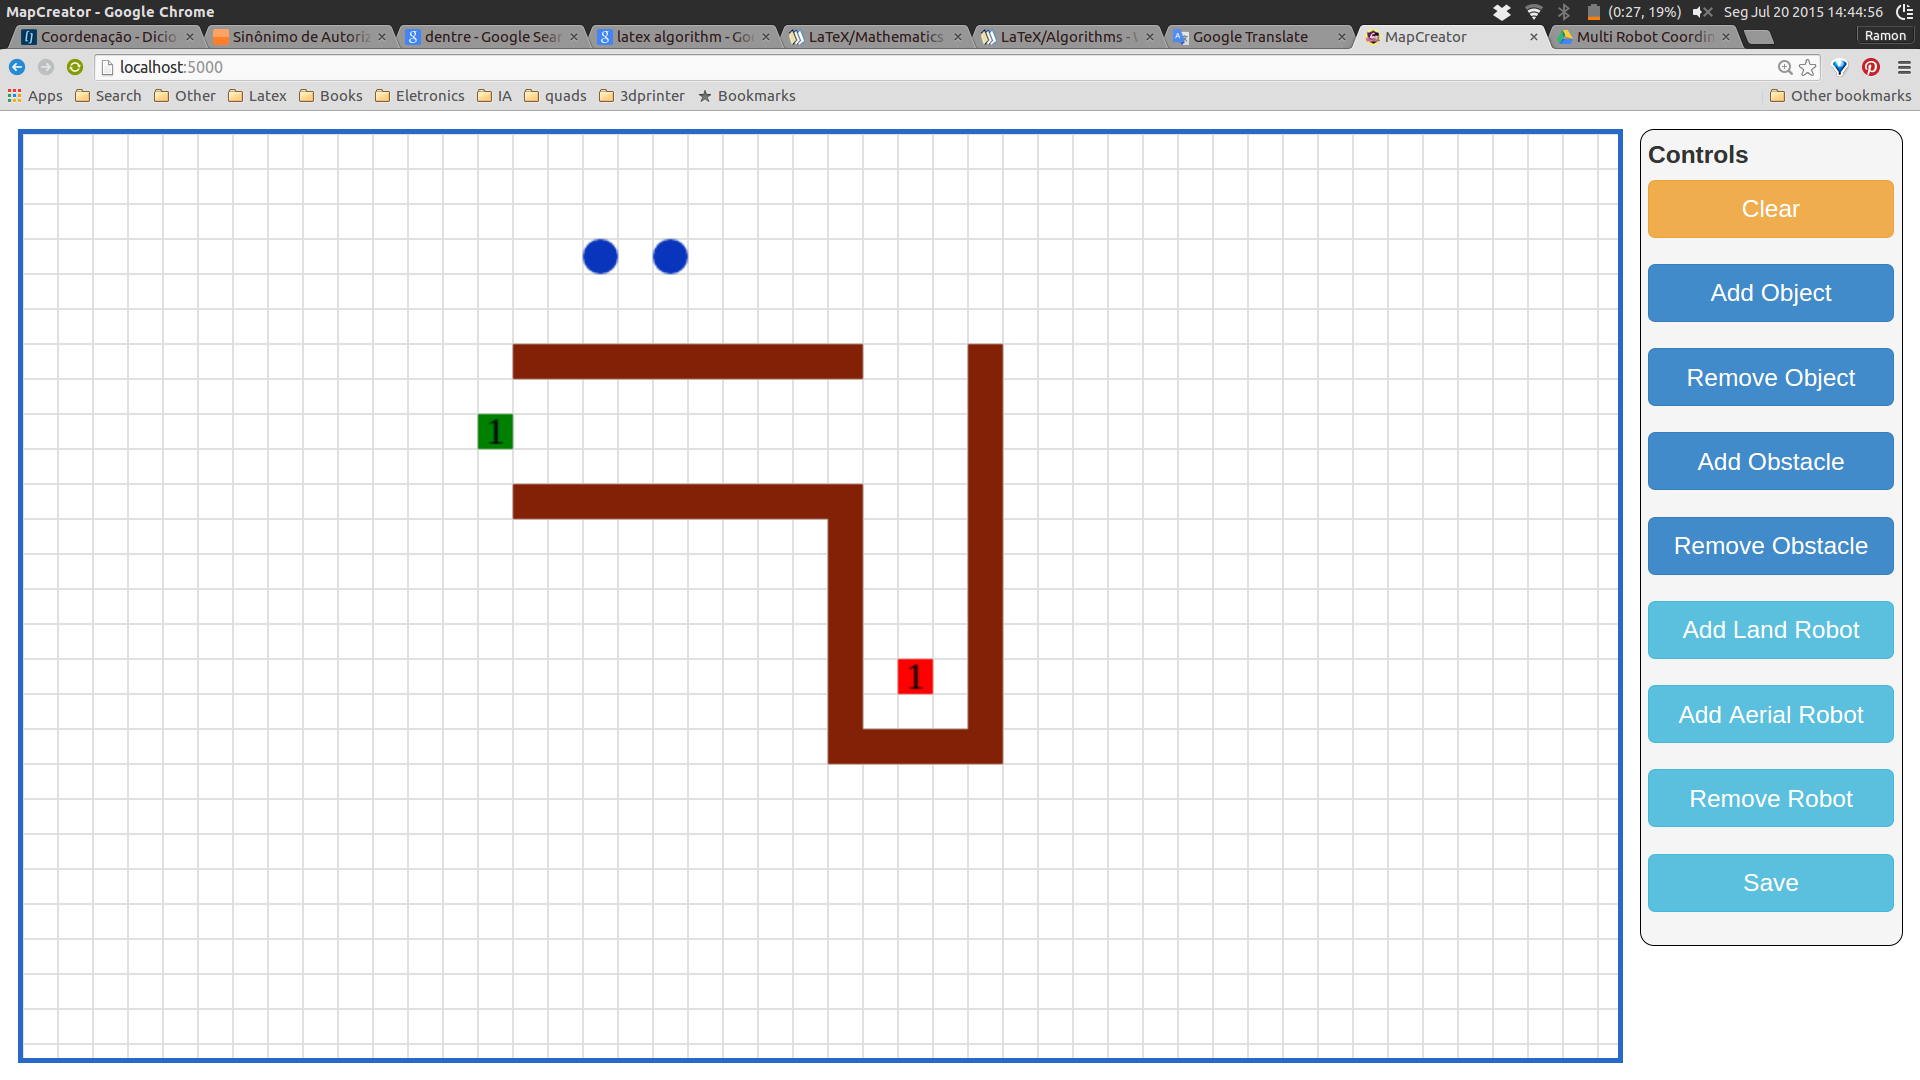 MapCreator - Google Chrome
(0:27, 19%) Seg Jul 20 2015 14:44:56
Coordenação - Dicio
Sinônimo de Autoriz
dentre - Google Sear
latex algorithm - Go
LaTeX/Mathematics
LaTeX/Algorithms - W
Google Translate
MapCreator
Multi Robot Coordin
Ramon
localhost:5000
Apps Search Other Latex Books Eletronics IA quads 3dprinter Bookmarks Other bookmarks
1
1
Controls
Clear
Add Object
Remove Object
Add Obstacle
Remove Obstacle
Add Land Robot
Add Aerial Robot
Remove Robot
Save